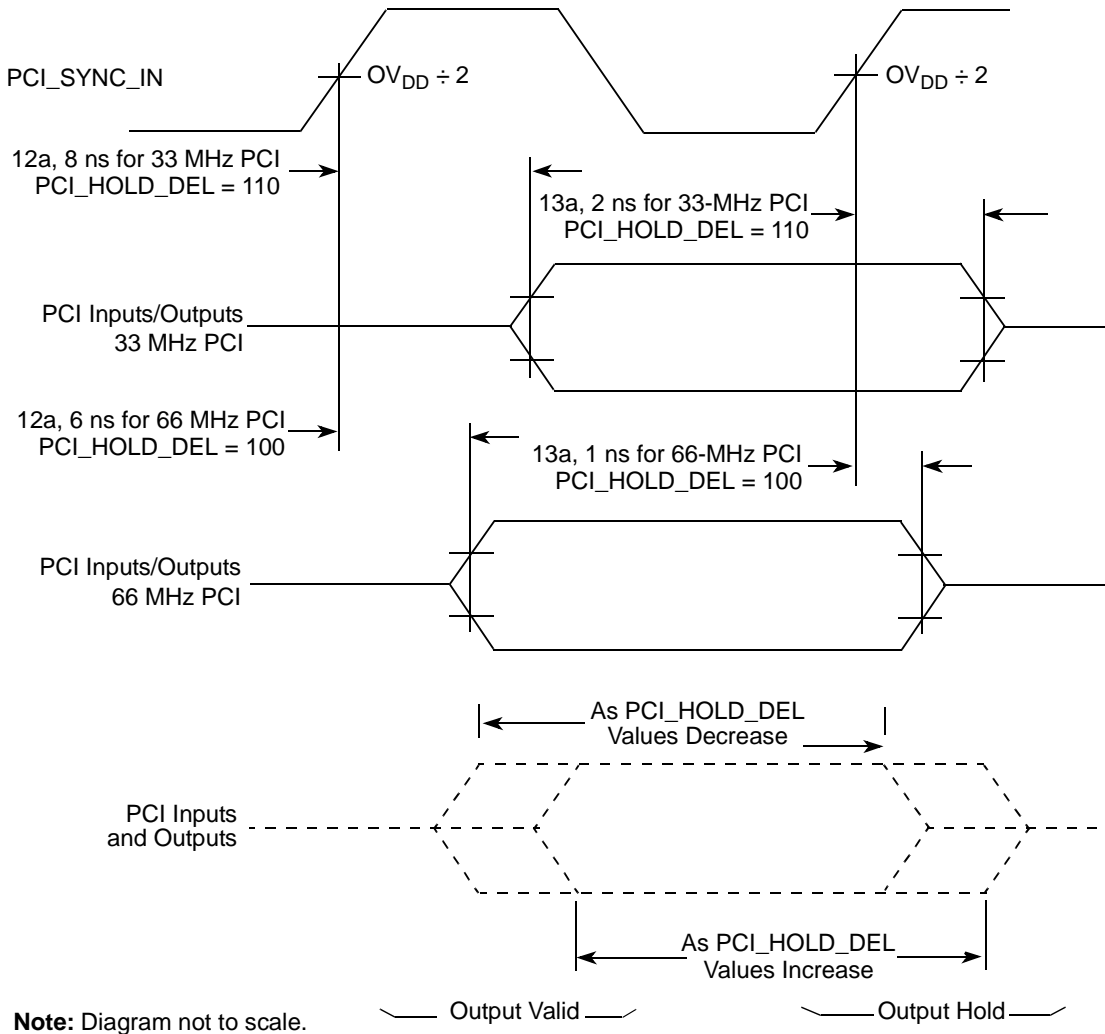 PCI_SYNC_IN
OVDD ÷ 2
OVDD ÷ 2
12a, 8 ns for 33 MHz PCI
PCI_HOLD_DEL = 110
13a, 2 ns for 33-MHz PCI
PCI_HOLD_DEL = 110
PCI Inputs/Outputs
33 MHz PCI
12a, 6 ns for 66 MHz PCI
PCI_HOLD_DEL = 100
13a, 1 ns for 66-MHz PCI
PCI_HOLD_DEL = 100
PCI Inputs/Outputs
66 MHz PCI
As PCI_HOLD_DEL
Values Decrease
PCI Inputs
and Outputs
As PCI_HOLD_DEL
Values Increase
Note: Diagram not to scale.
Output Valid
Output Hold